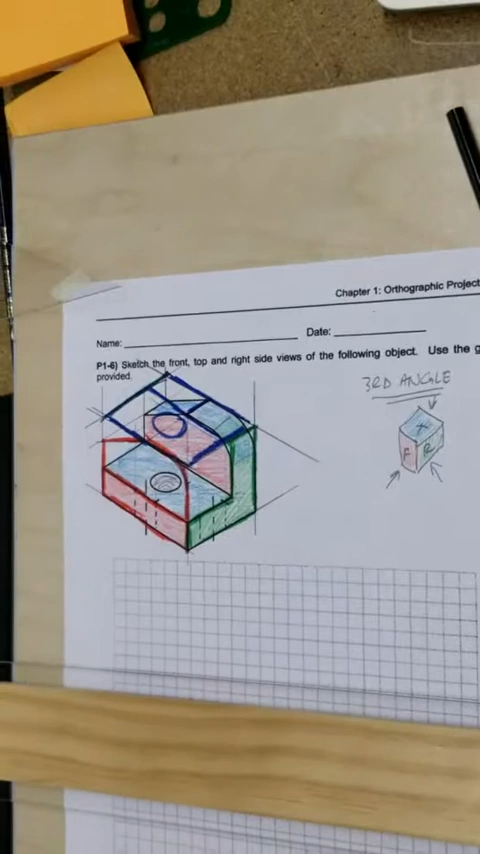 Chapter 1: Orthographic Project
Name: Date:
P1-6) Sketch the front, top and right side views of the following object. Use the g
provided.
3RD ANGLE
F R